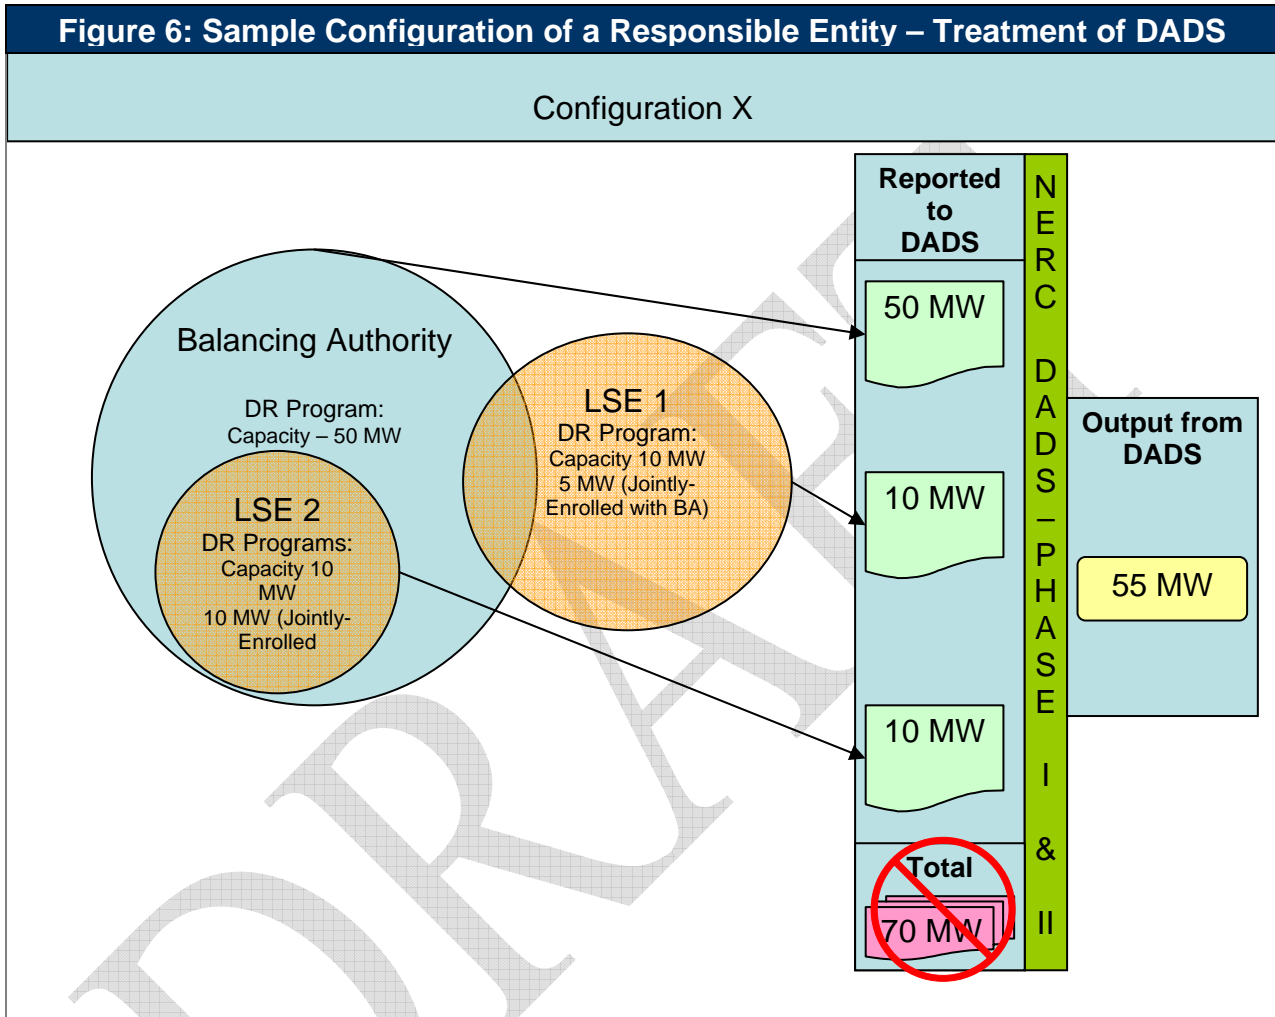 Figure 6: Sample Configuration of a Responsible Entity – Treatment of DADS
Configuration X
Balancing Authority
DR Program:
Capacity – 50 MW
LSE 2
DR Programs:
Capacity 10
MW
10 MW (Jointly-
Enrolled
LSE 1
DR Program:
Capacity 10 MW
5 MW (Jointly-
Enrolled with BA)
Reported
to
DADS
50 MW
10 MW
10 MW
Total
70 MW
NERC DADS – PHASE I & II
Output from
DADS
55 MW
DRAFT